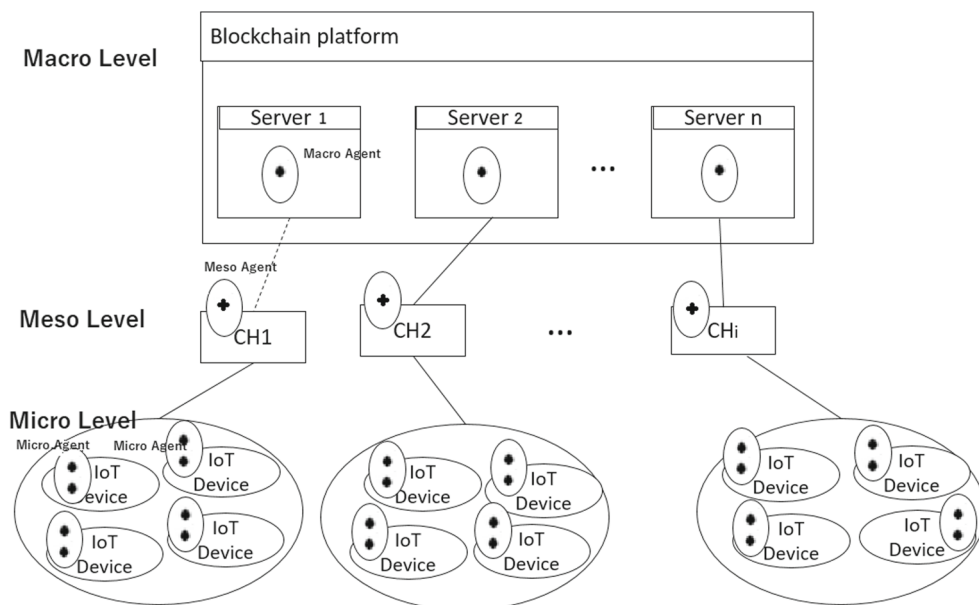 Blockchain platform
Macro Level
Server 1
Server 2
Server n
Macro Agent
...
Meso Agent
Meso Level
CH1
CH2
...
CHi
Micro Level
Micro Agent
Micro Agent
IoT
evice
IoT
Device
IoT
Device
IoT
Device
IoT
Device
IoT
Device
IoT
Device
IoT
Device
IoT
Device
IoT
Device
IoT
Device
IoT
Device